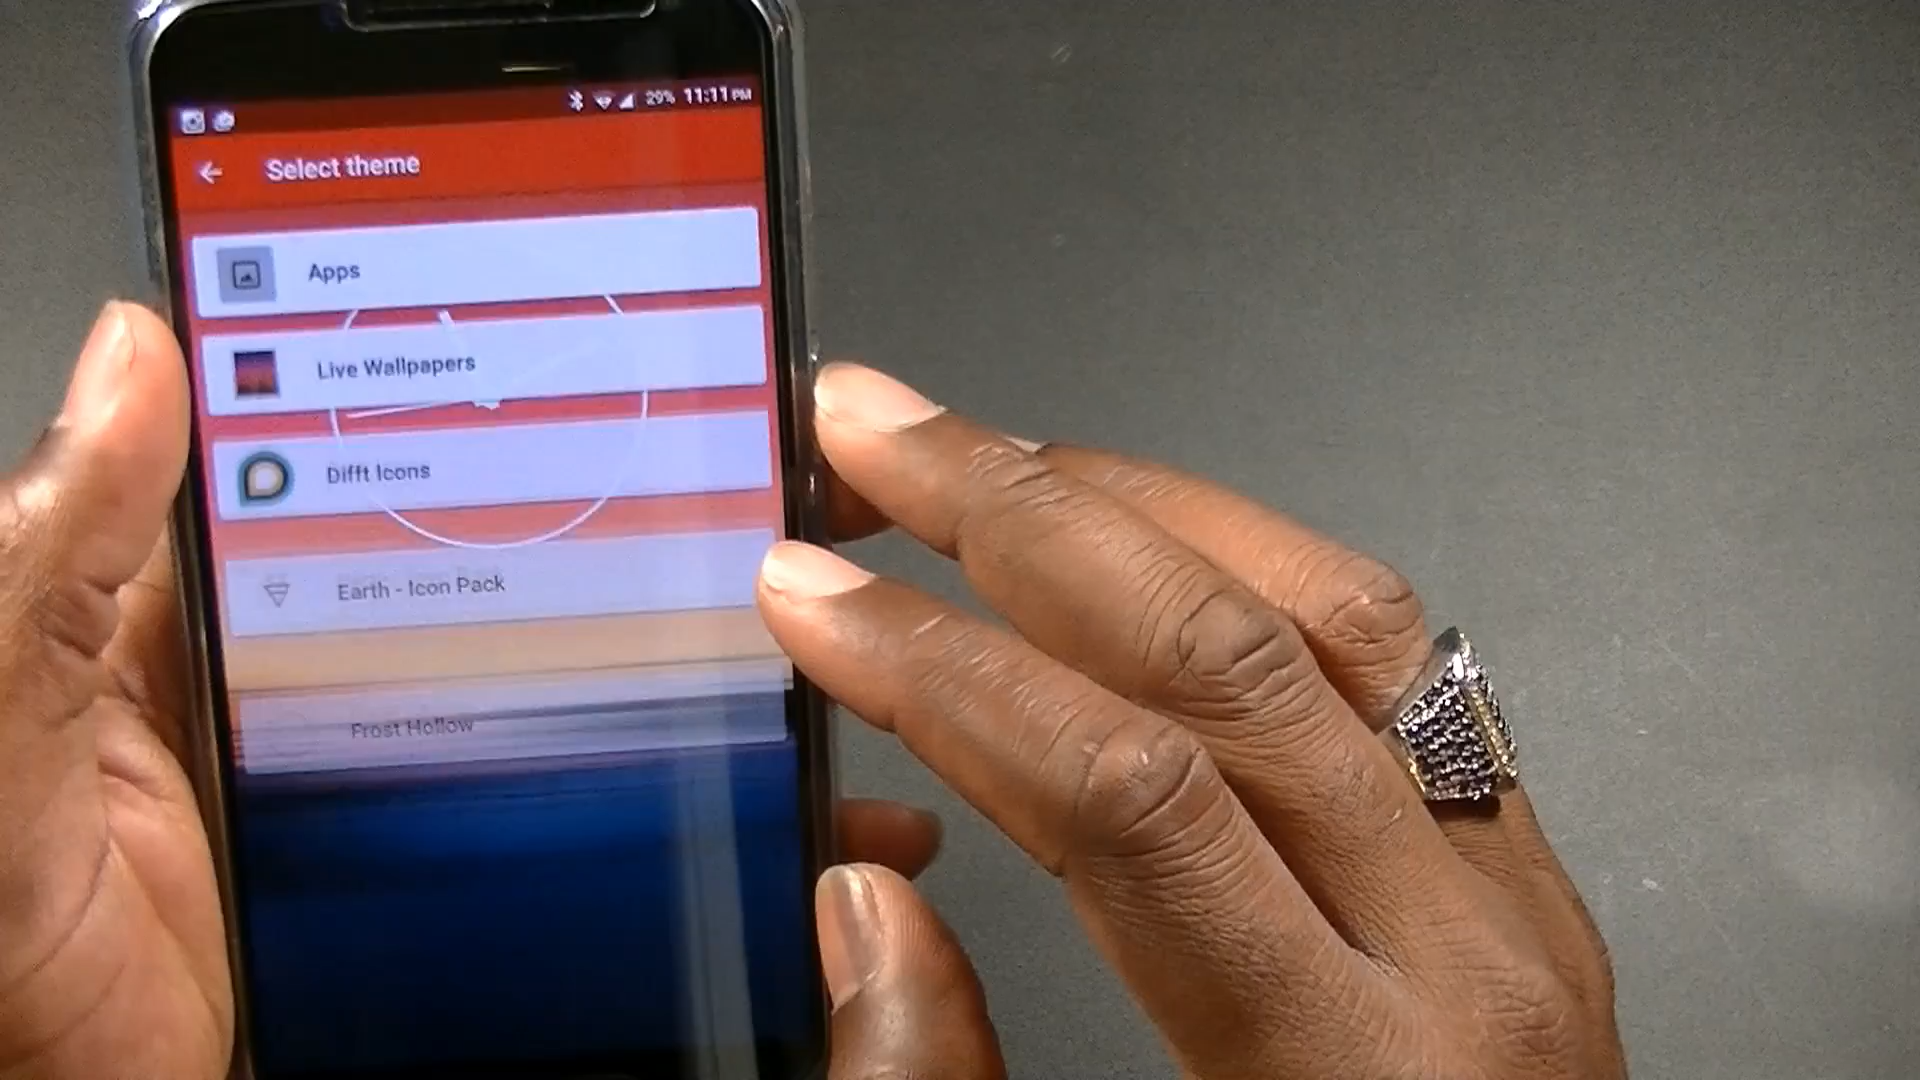 29% 11:11 PM
Select theme
Apps
Live Wallpapers
Difft Icons
Earth - Icon Pack
Frost Hollow